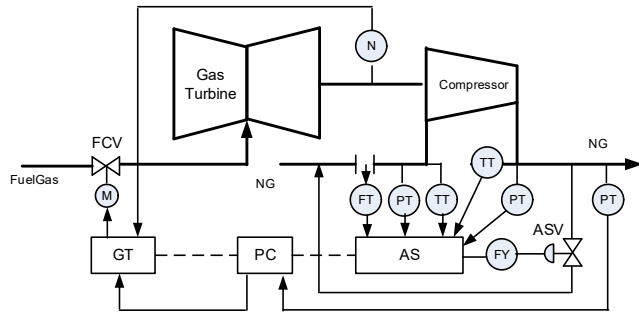 N
Gas
Turbine
Compressor
FCV
NG
FuelGas
NG
TT
M
FT
PT
TT
PT
PT
ASV
GT
PC
AS
FY